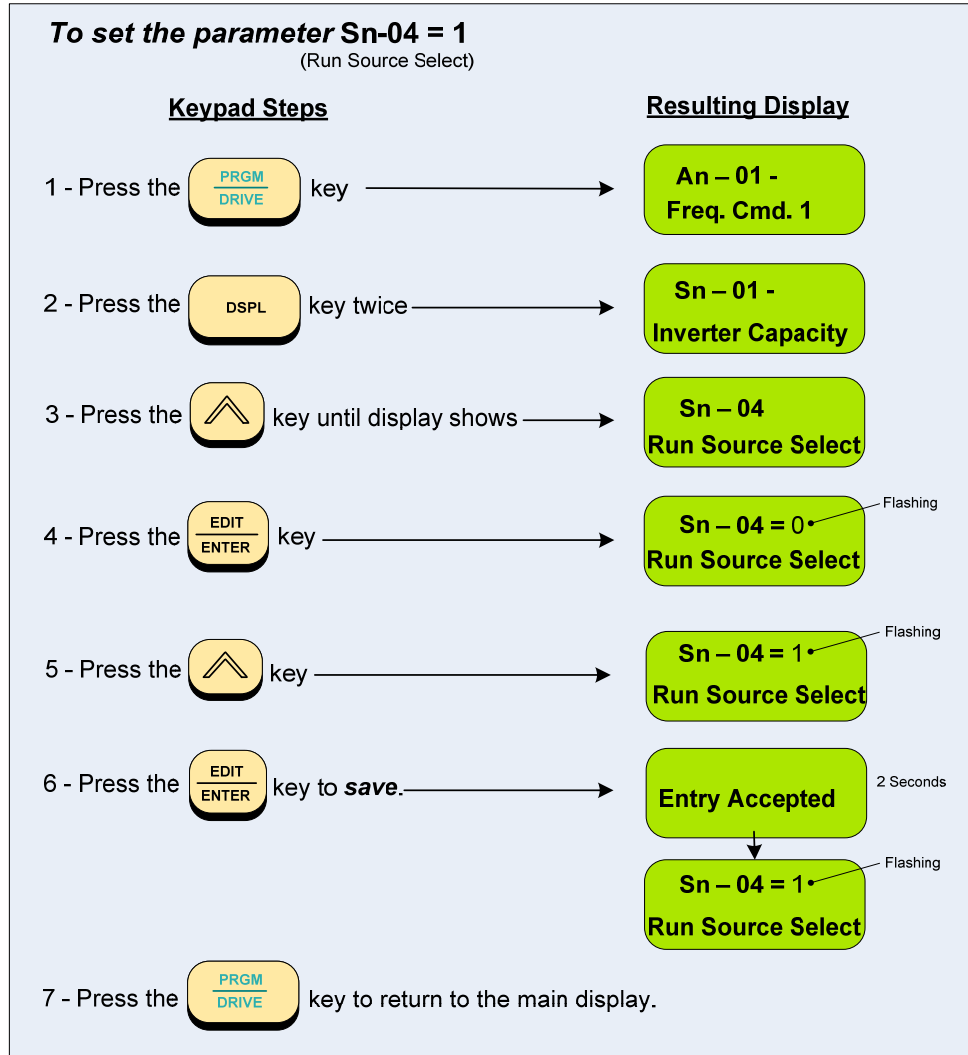 To set the parameter Sn-04 = 1
(Run Source Select)
Keypad Steps
Resulting Display
1 - Press the PRGM DRIVE key
An – 01 -
Freq. Cmd. 1
2 - Press the DSPL key twice
Sn – 01 -
Inverter Capacity
3 - Press the key until display shows
Sn – 04
Run Source Select
4 - Press the EDIT ENTER key
Sn – 04 = 0
Flashing
Run Source Select
5 - Press the key
Sn – 04 = 1
Flashing
Run Source Select
6 - Press the EDIT ENTER key to save.
Entry Accepted
2 Seconds
Sn – 04 = 1
Flashing
Run Source Select
7 - Press the PRGM DRIVE key to return to the main display.